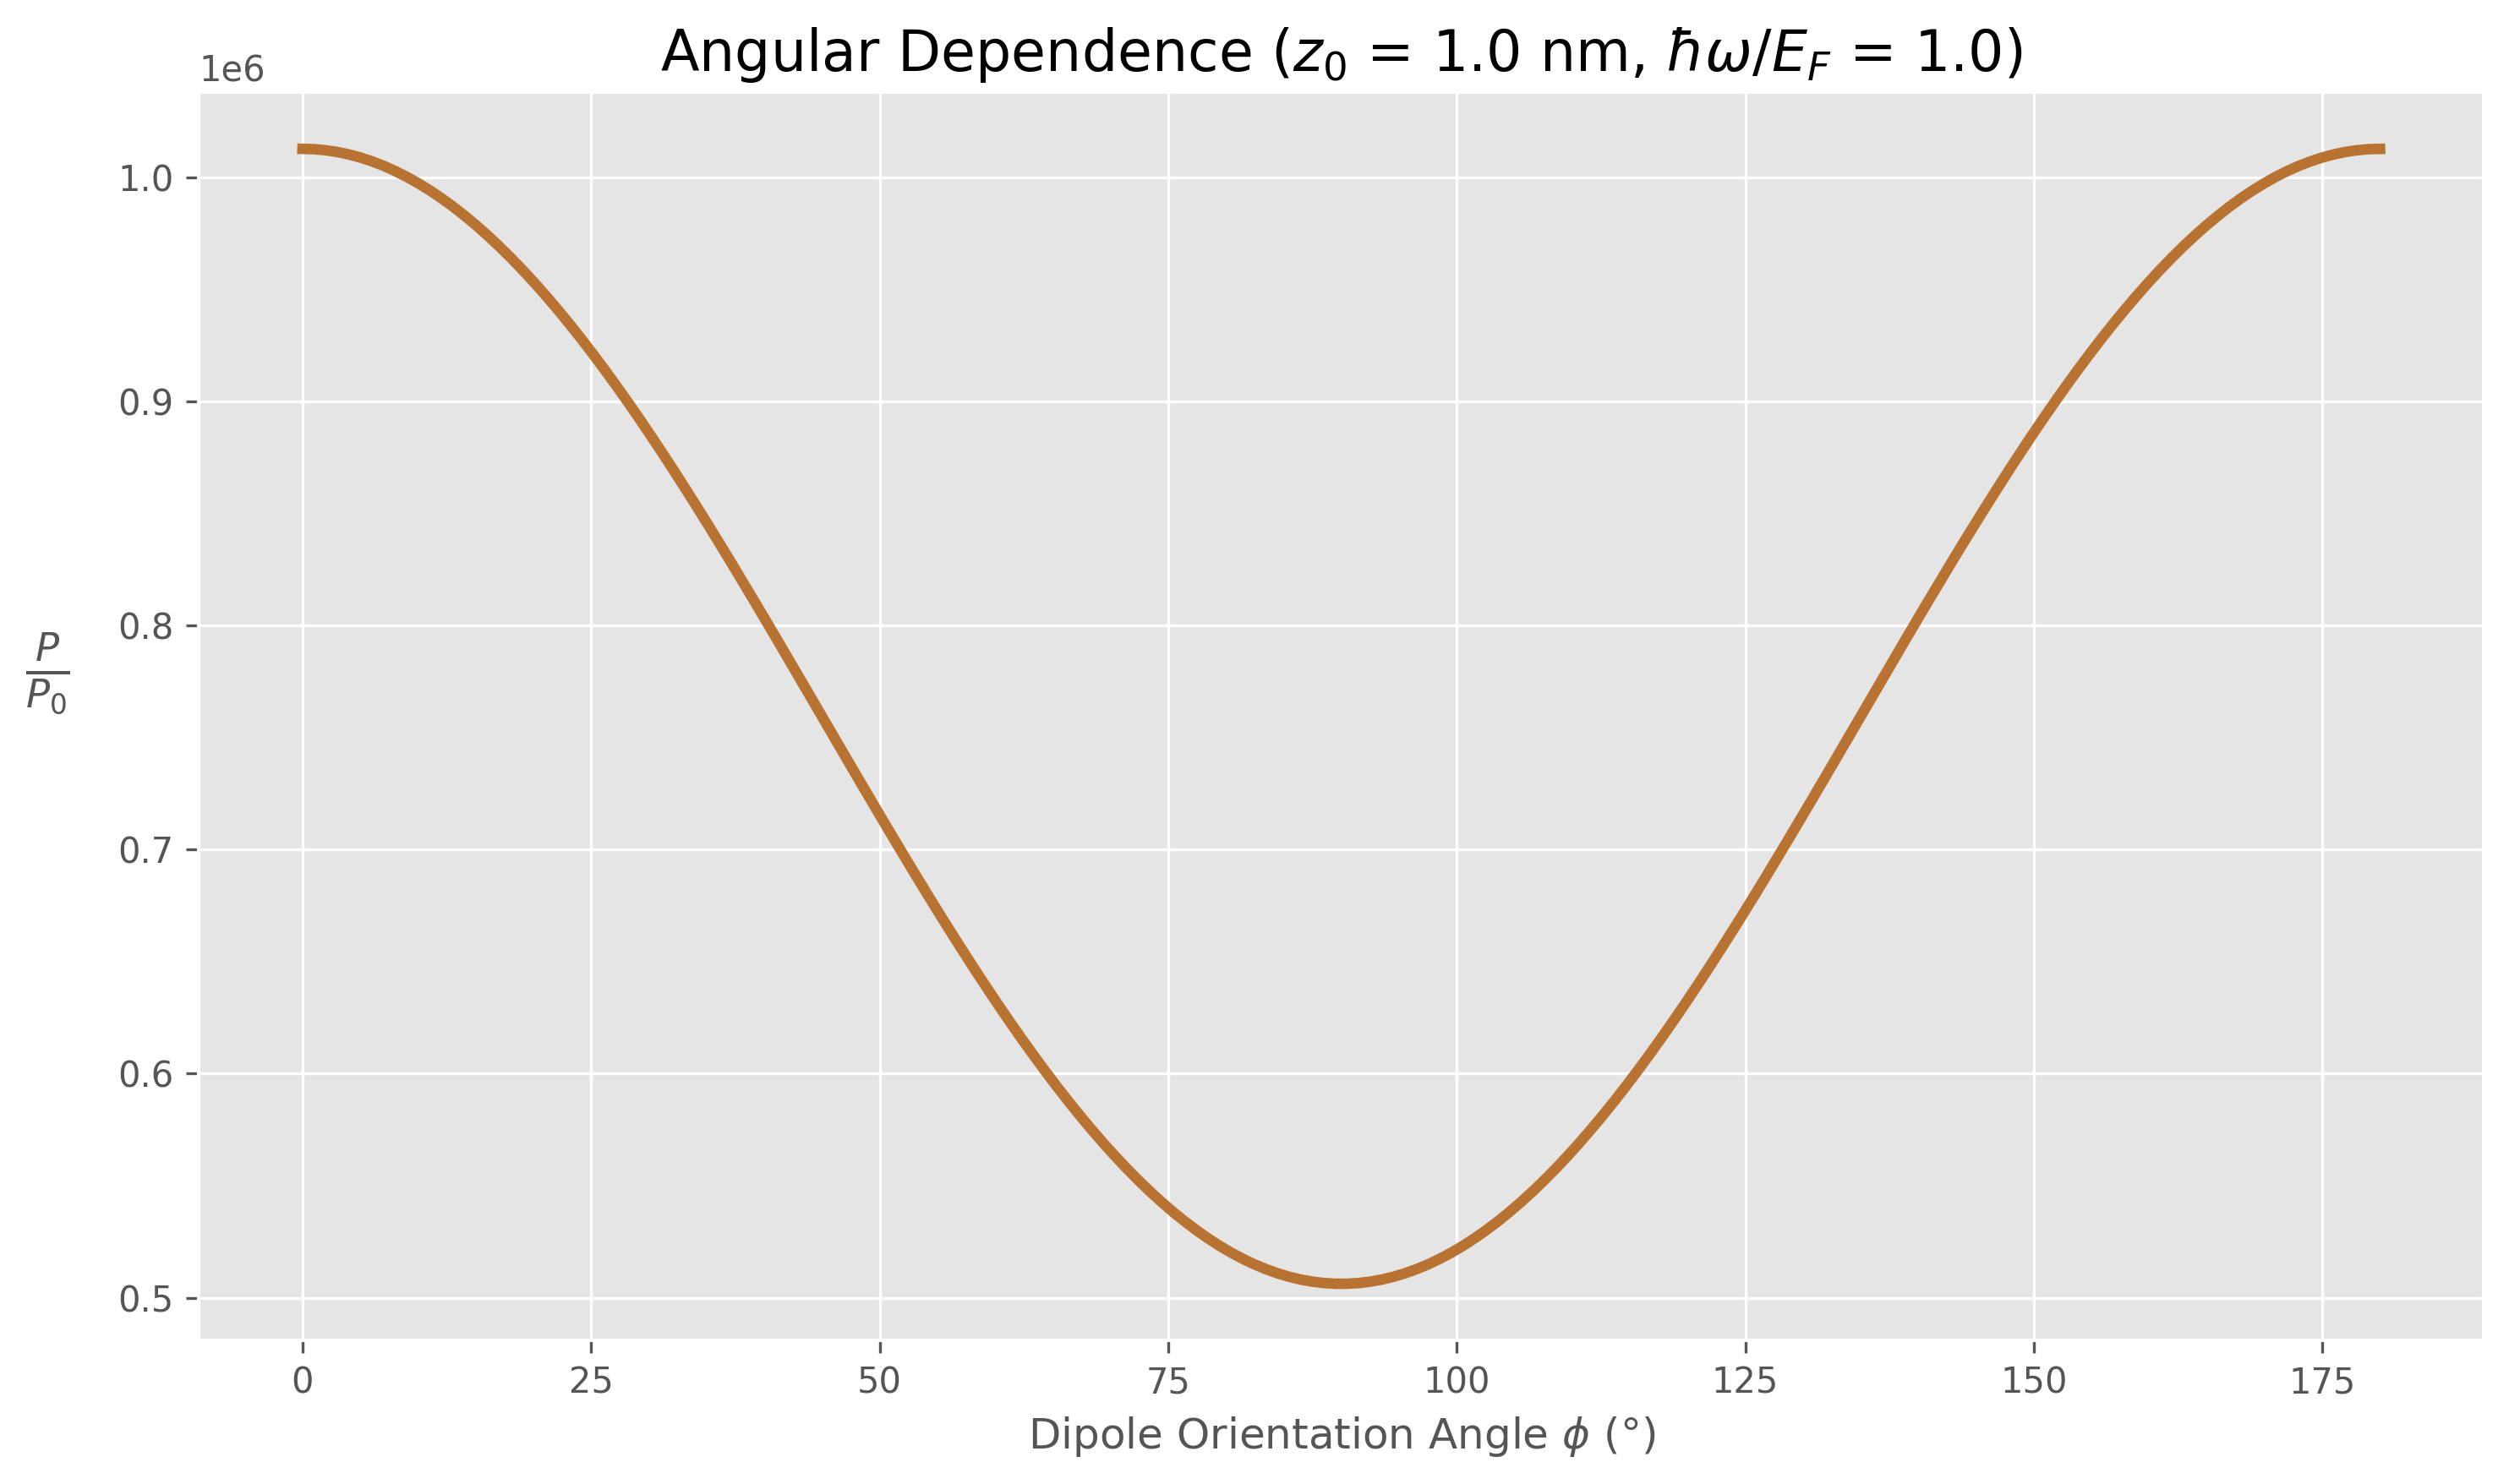 Angular Dependence (z₀ = 1.0 nm, ℏω/E_F = 1.0)
1e6
1.0
0.9
0.8
0.7
0.6
0.5
P
P₀
0 25 50 75 100 125 150 175
Dipole Orientation Angle ϕ (°)